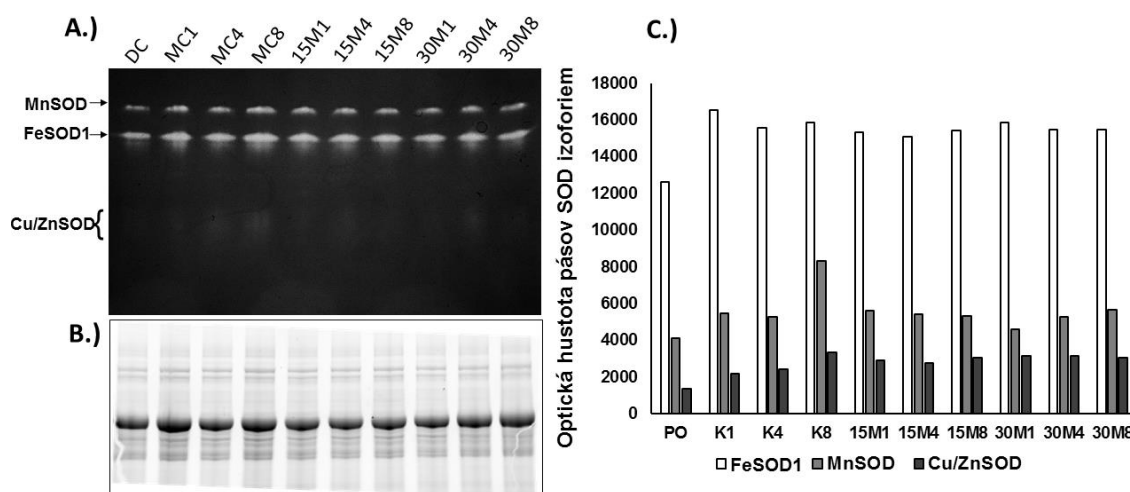 A.)
DC MC1 MC4 MC8 15M1 15M4 15M8 30M1 30M4 30M8
MnSOD
FeSOD1
Cu/ZnSOD
B.)
C.)
Optická hustota pásov SOD izoforiem
18000
16000
14000
12000
10000
8000
6000
4000
2000
0
PO K1 K4 K8 15M1 15M4 15M8 30M1 30M4 30M8
FeSOD1 MnSOD Cu/ZnSOD